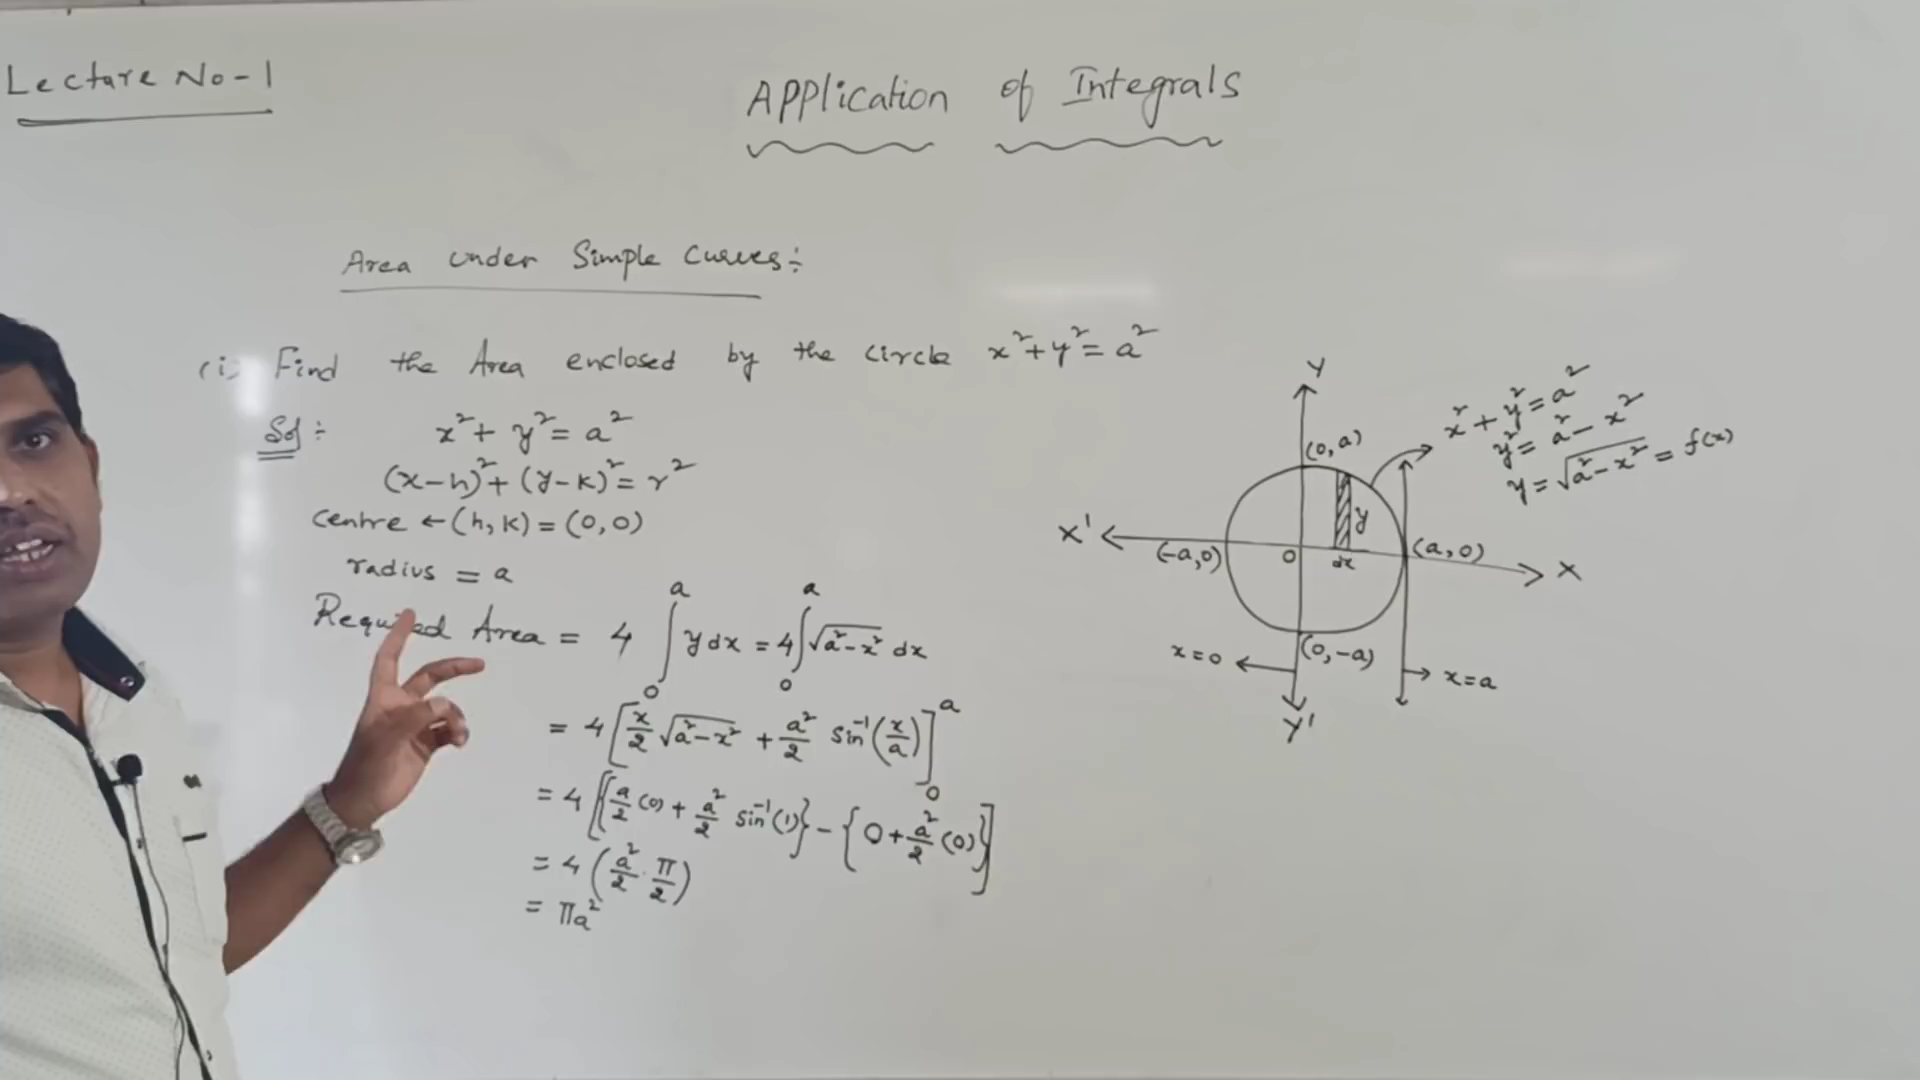 Lecture No-1
Application of Integrals
Area under Simple Curves:-
(i) Find the Area enclosed by the circle x²+y²=a²
Sol:- x²+ y²= a²
(x-h)²+ (y-k)²= r²
Centre ← (h,k) = (0,0)
radius = a
Required Area = 4 ∫₀ᵃ y dx = 4 ∫₀ᵃ √(a²-x²) dx
= 4 [x/2 √(a²-x²) + a²/2 sin⁻¹(x/a)]₀ᵃ
= 4 [{a/2 (0) + a²/2 sin⁻¹(1)} - {0+a²/2 (0)}]
= 4 (a²/2 · π/2)
= πa²
Y
x²+y²=a²
y²= a²-x²
y=√(a²-x²) = f(x)
(0,a)
y
X'
(-a,0)
0
dx
(a,0)
X
(0,-a)
x=0
x=a
Y'